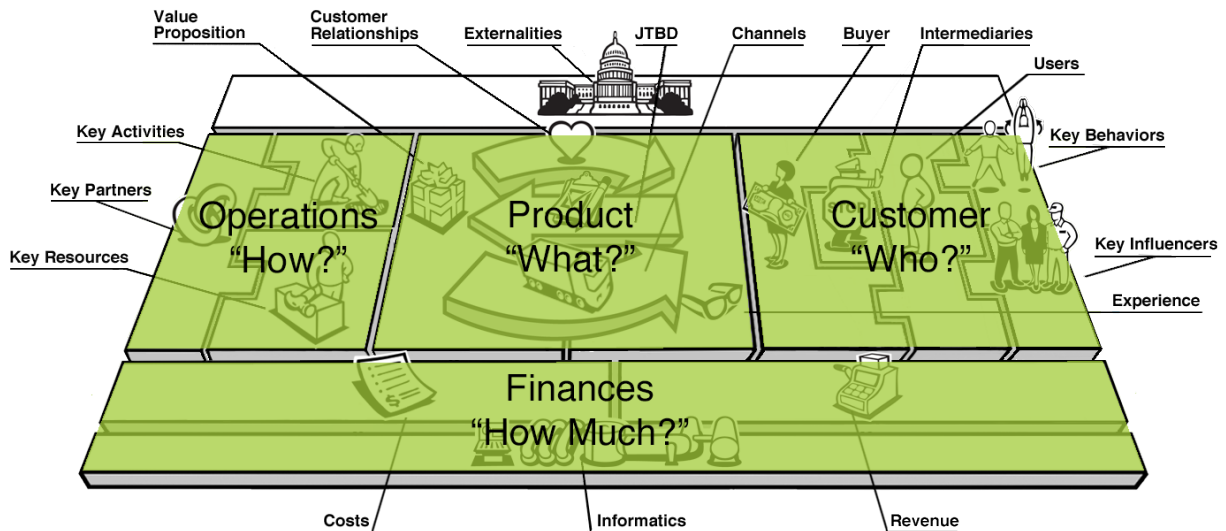 Value
Proposition
Customer
Relationships
Externalities
JTBD
Channels
Buyer
Intermediaries
Users
Key Activities
Key Behaviors
Key Partners
Key Resources
Key Influencers
Experience
Operations
“How?”
Product
“What?”
STOP
Customer
“Who?”
$
Finances
“How Much?”
Costs
Informatics
Revenue